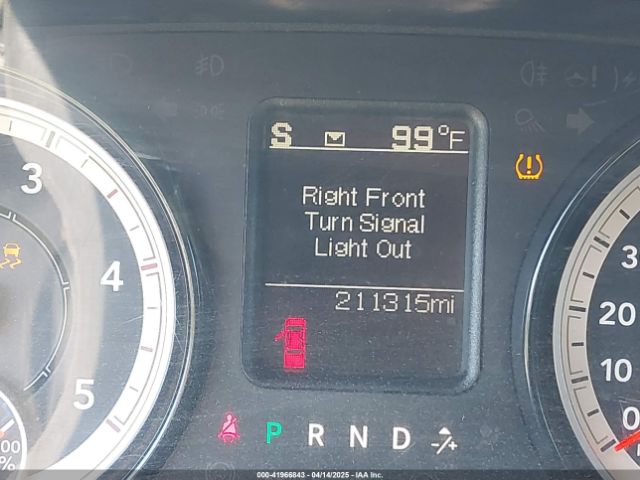 S 99°F
Right Front
Turn Signal
Light Out
211315mi
3
4
5
3
20
10
0
P R N D
000-41966843 - 04/14/2025 - IAA Inc.